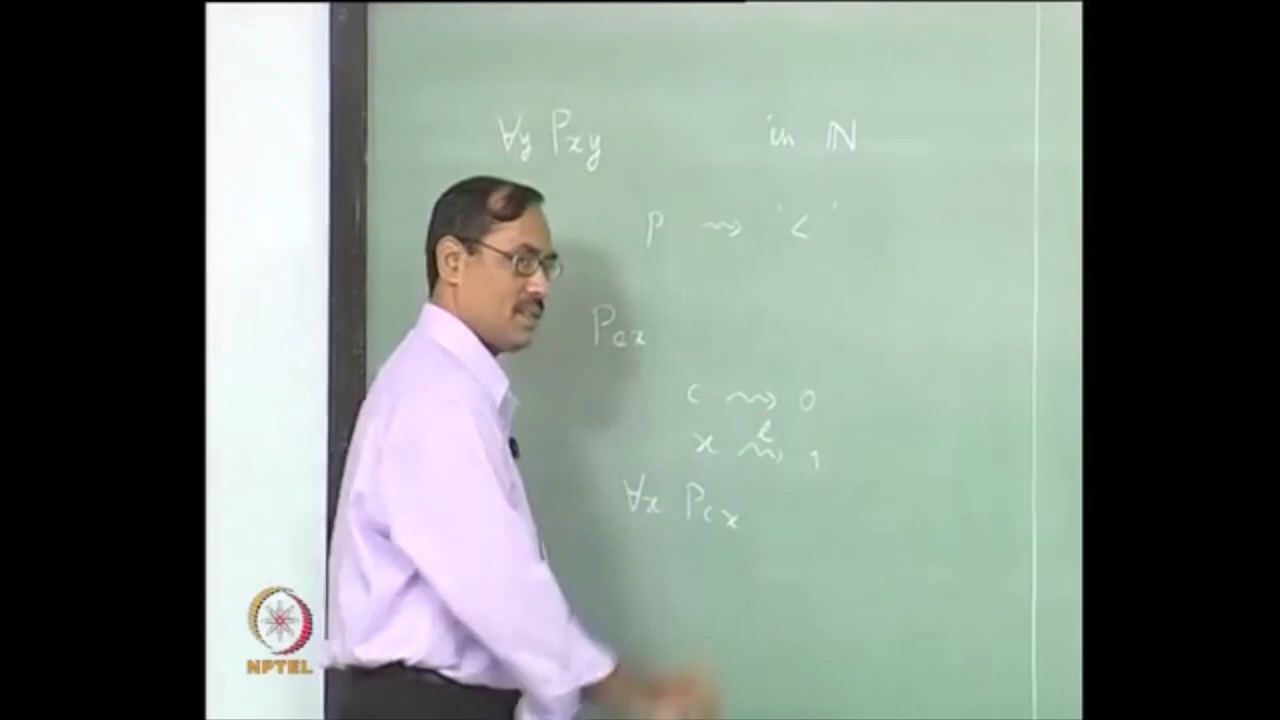 ∀y Pxy in ℕ
P ⇝ '<'
Pcx
c ⇝ 0
x ⇝ l 1
∀x Pcx
NPTEL